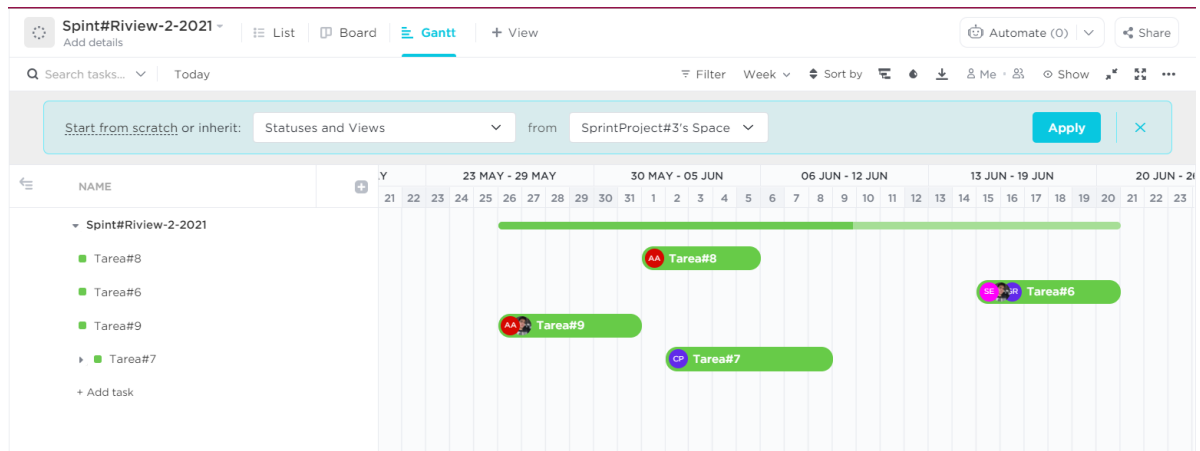 Spint#Riview-2-2021
Add details
List
Board
Gantt
+ View
Automate (0)
Share
Search tasks...
Today
Filter
Week
Sort by
Me
Show
Start from scratch or inherit:
Statuses and Views
from
SprintProject#3's Space
Apply
NAME
Y 23 MAY - 29 MAY 30 MAY - 05 JUN 06 JUN - 12 JUN 13 JUN - 19 JUN 20 JUN - 2
21 22 23 24 25 26 27 28 29 30 31 1 2 3 4 5 6 7 8 9 10 11 12 13 14 15 16 17 18 19 20 21 22 23
Spint#Riview-2-2021
Tarea#8
AA Tarea#8
Tarea#6
SE GR Tarea#6
Tarea#9
AA Tarea#9
Tarea#7
CP Tarea#7
+ Add task